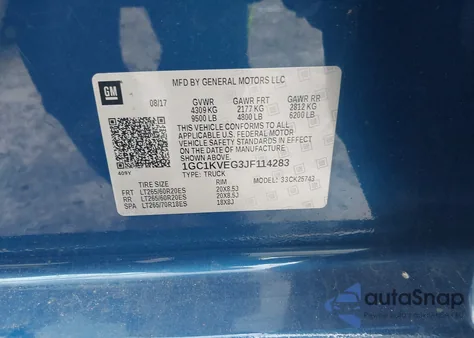 GM
MFD BY GENERAL MOTORS LLC
08/17 GVWR GAWR FRT GAWR RR
4309 KG 2177 KG 2812 KG
9500 LB 4800 LB 6200 LB
THIS VEHICLE CONFORMS TO ALL
APPLICABLE U.S. FEDERAL MOTOR
VEHICLE SAFETY
IN EFFECT ON THE DATE OF
MANUFACTURE SHOWN ABOVE.
1GC1KVEG3JF114283
TYPE: TRUCK MODEL: 33CK25743
TIRE SIZE RIM
FRT LT265/60R20ES 20X8.5J
RR LT265/60R20ES 20X8.5J
SPA LT265/70R18ES 18X8J
autoSnap